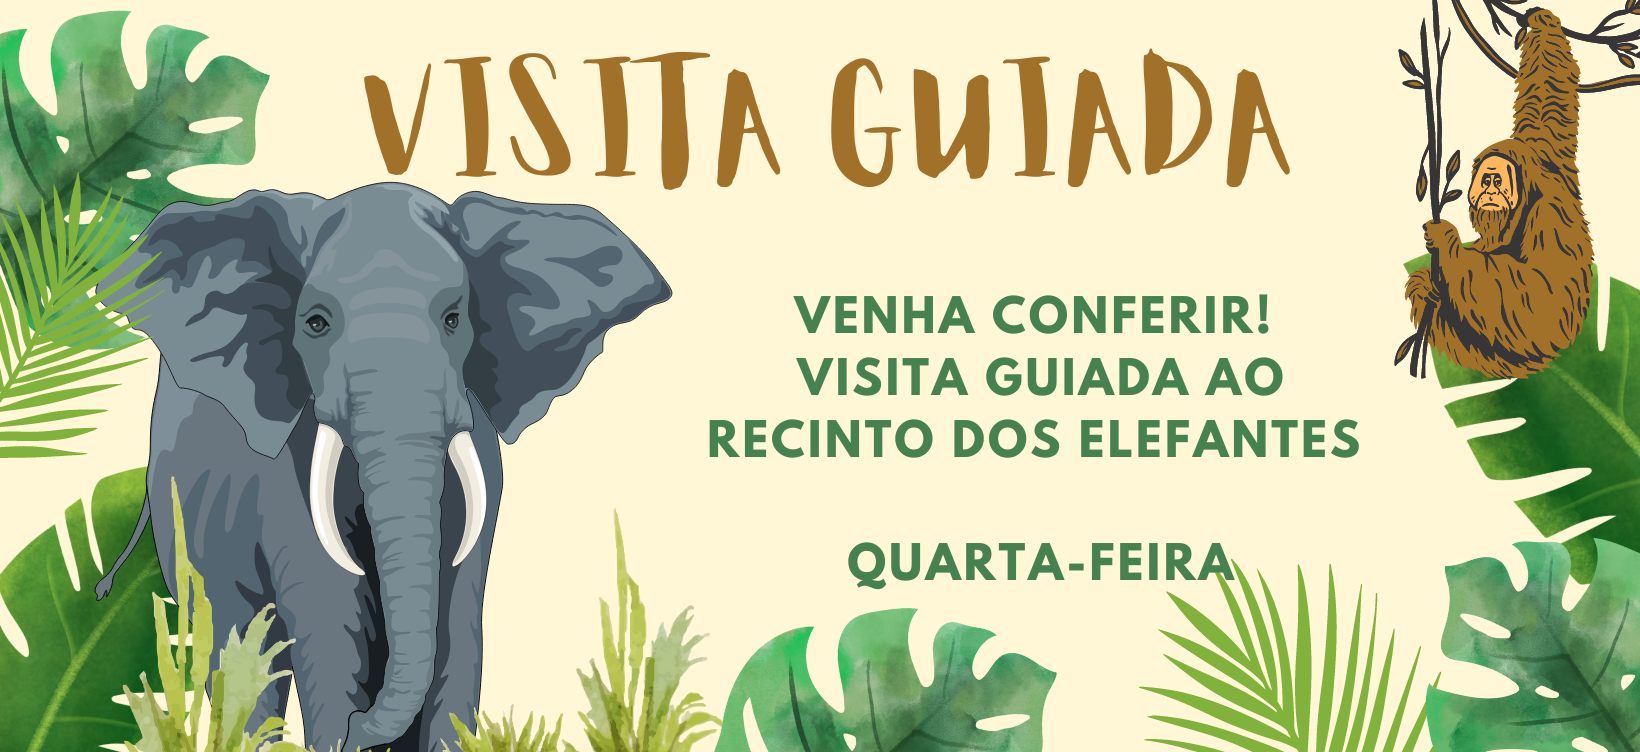 VISITA GUIADA
VENHA CONFERIR!
VISITA GUIADA AO
RECINTO DOS ELEFANTES
QUARTA-FEIRA